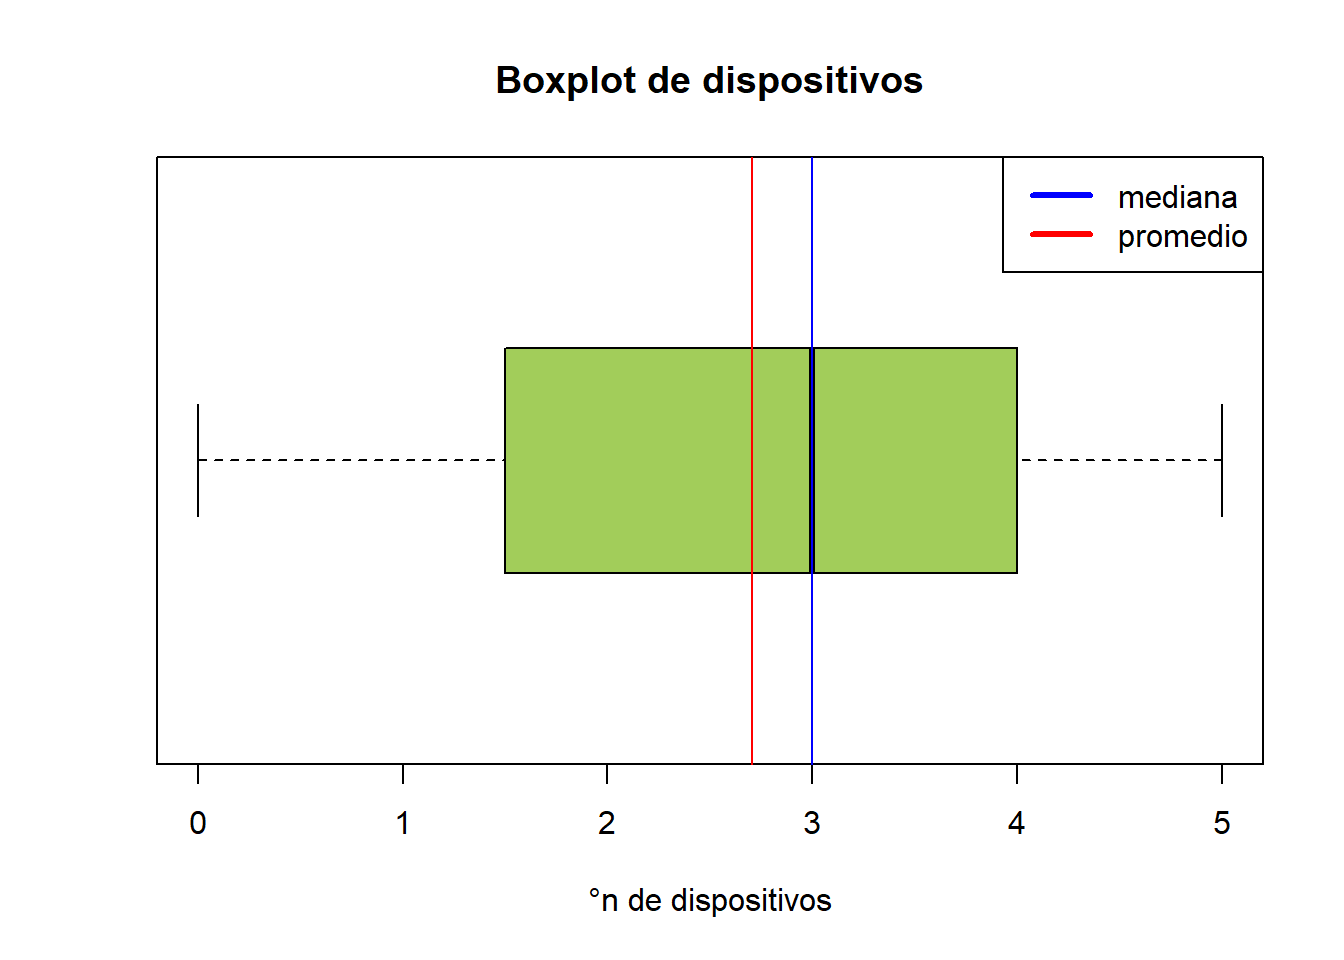 Boxplot de dispositivos
mediana
promedio
0 1 2 3 4 5
°n de dispositivos